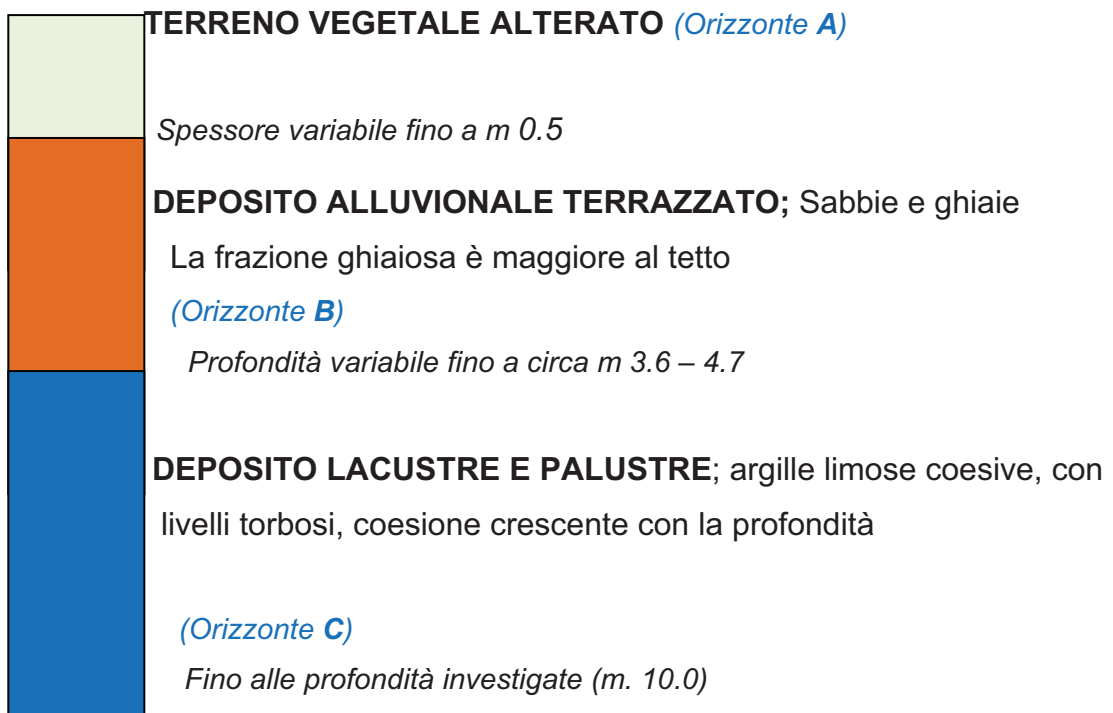 TERRENO VEGETALE ALTERATO (Orizzonte A)
Spessore variabile fino a m 0.5
DEPOSITO ALLUVIONALE TERRAZZATO; Sabbie e ghiaie
La frazione ghiaiosa è maggiore al tetto
(Orizzonte B)
Profondità variabile fino a circa m 3.6 – 4.7
DEPOSITO LACUSTRE E PALUSTRE; argille limose coesive, con
livelli torbosi, coesione crescente con la profondità
(Orizzonte C)
Fino alle profondità investigate (m. 10.0)